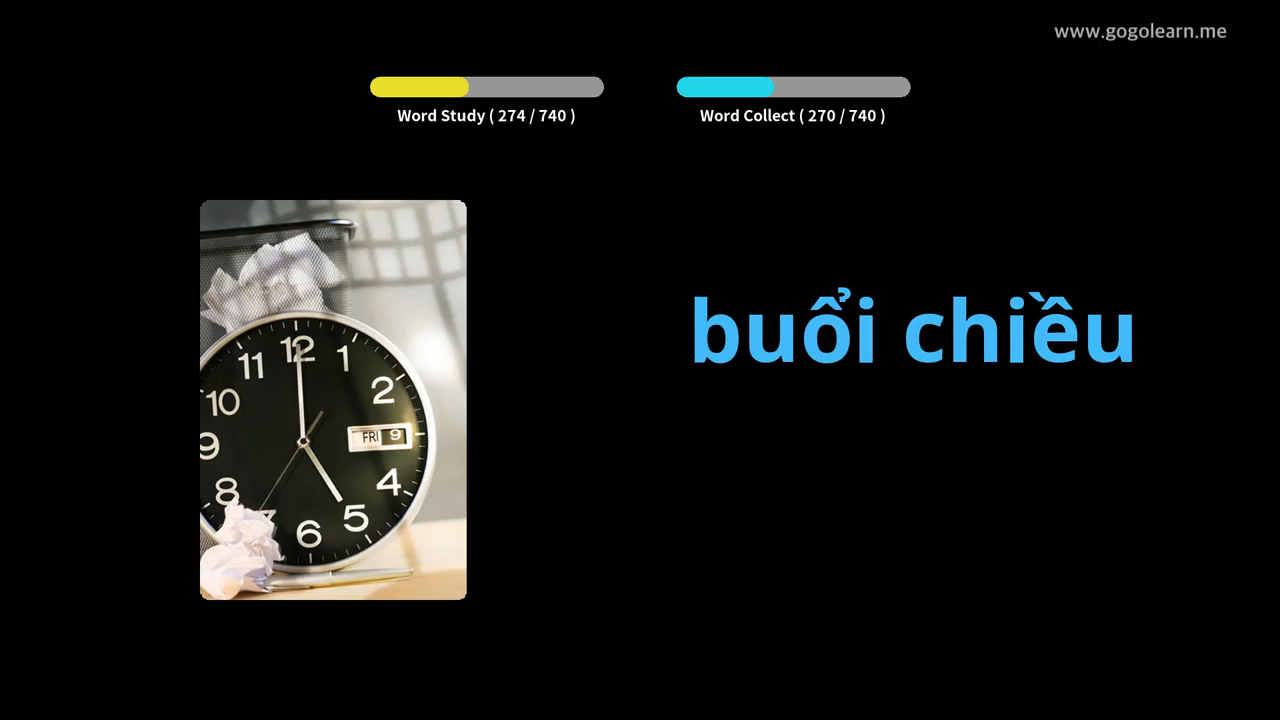 www.gogolearn.me
Word Study ( 274 / 740 )
Word Collect ( 270 / 740 )
buổi chiều
12
11
1
10
2
9
FRI 9
8
4
7
5
6